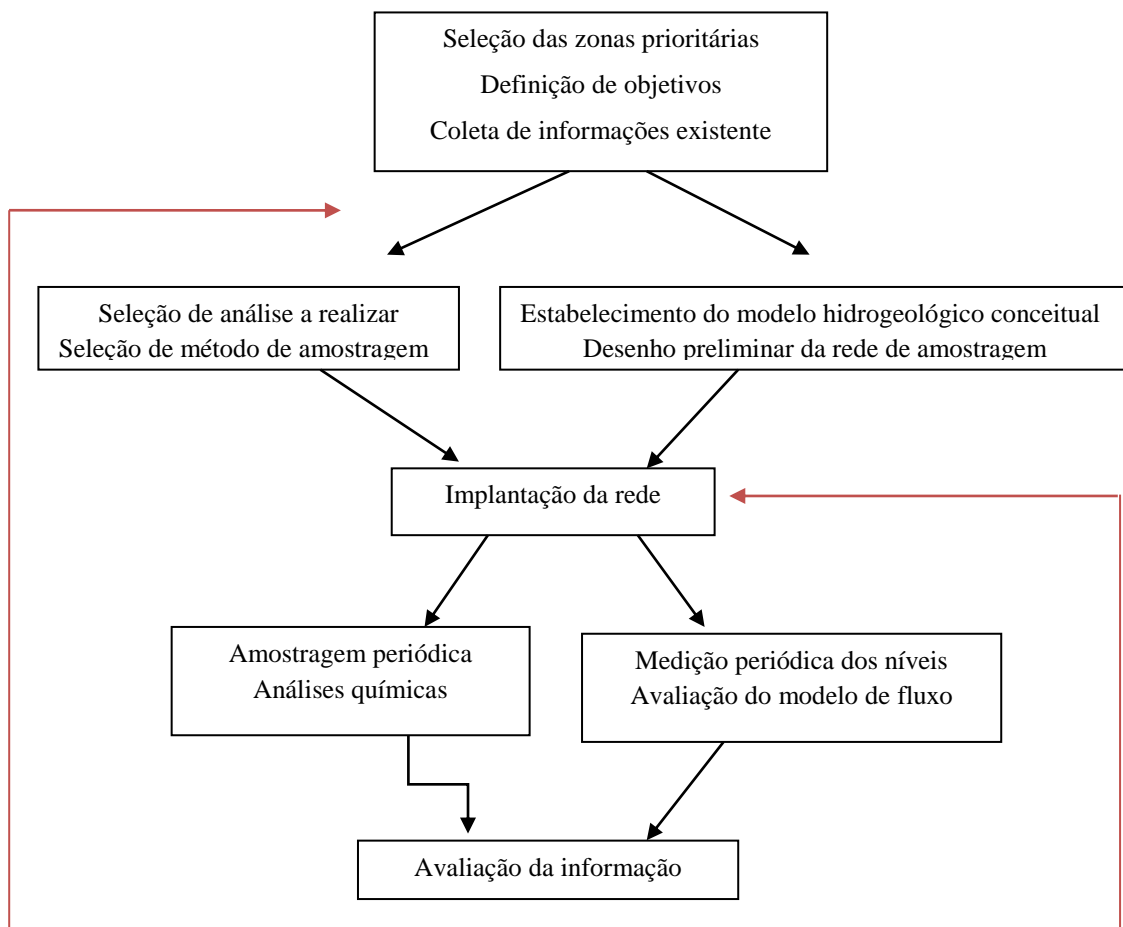 Seleção das zonas prioritárias
Definição de objetivos
Coleta de informações existente
Seleção de análise a realizar
Seleção de método de amostragem
Estabelecimento do modelo hidrogeológico conceitual
Desenho preliminar da rede de amostragem
Implantação da rede
Amostragem periódica
Análises químicas
Medição periódica dos níveis
Avaliação do modelo de fluxo
Avaliação da informação